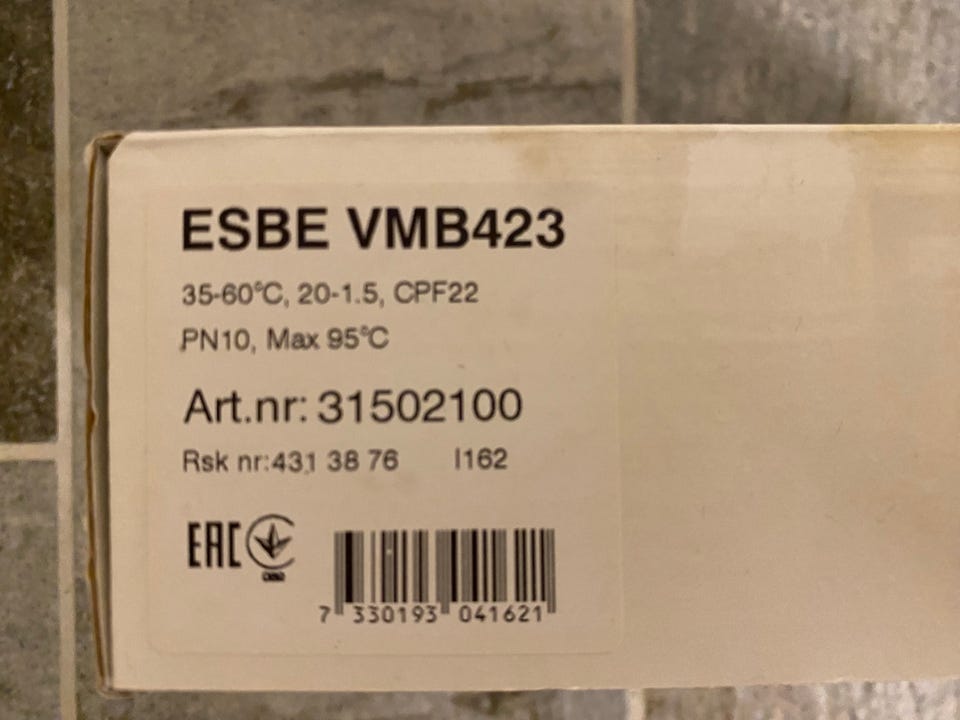 ESBE VMB423
35-60°C, 20-1.5, CPF22
PN10, Max 95°C
Art.nr: 31502100
Rsk nr:431 38 76 I162
EAC
7 330193 041621